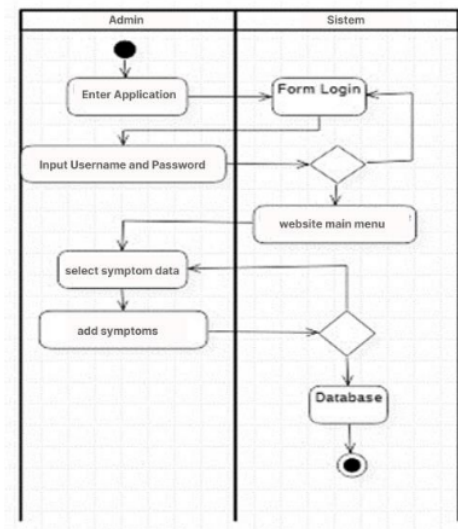 Admin
Sistem
Enter Application
Form Login
Input Username and Password
website main menu
select symptom data
add symptoms
Database